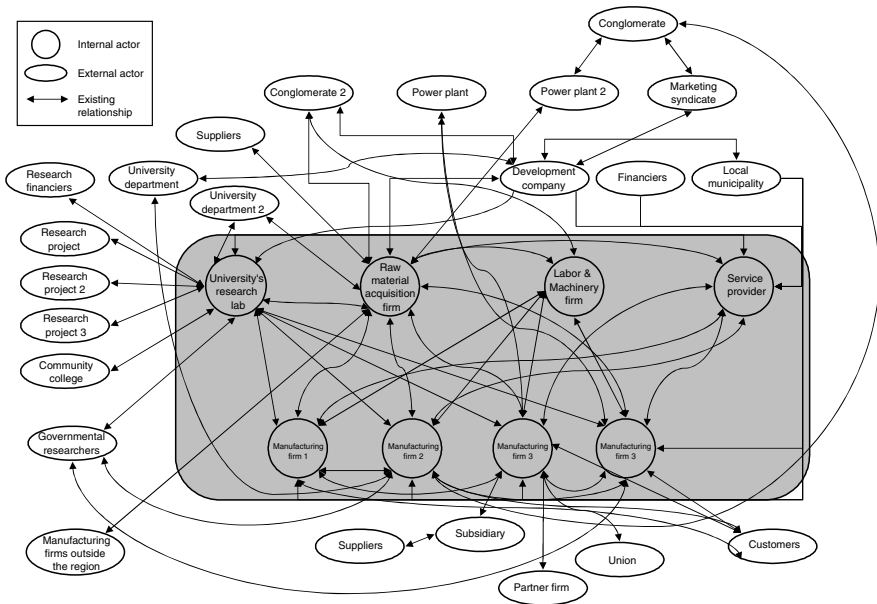 Internal actor
External actor
Existing
relationship
Conglomerate
Conglomerate 2
Power plant
Power plant 2
Marketing
syndicate
Suppliers
Research
financiers
University
department
University
department 2
Development
company
Financiers
Local
municipality
Research
project
Research
project 2
Research
project 3
Community
college
University's
research
lab
Raw
material
acquisition
firm
Labor &
Machinery
firm
Service
provider
Governmental
researchers
Manufacturing
firm 1
Manufacturing
firm 2
Manufacturing
firm 3
Manufacturing
firm 3
Manufacturing
firms outside
the region
Suppliers
Subsidiary
Partner firm
Union
Customers